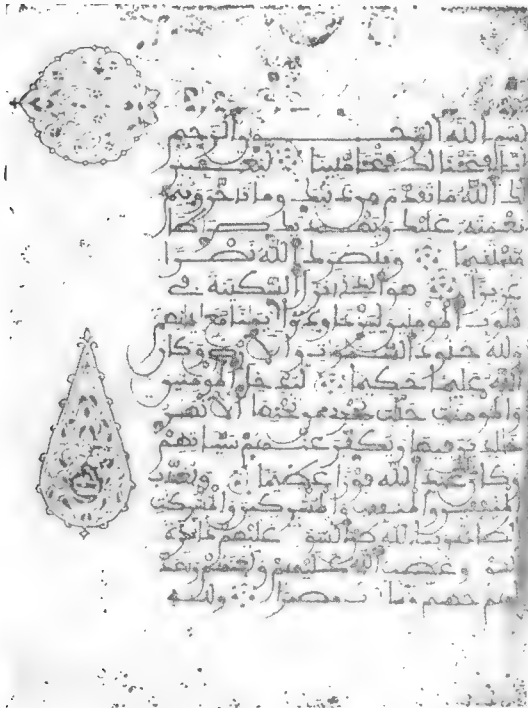 بسم الله الرحمن الرحيم
انا فتحنا لك فتحا مبينا ليغفر
لك الله ما تقدم من ذنبك وما تاخر ويتم
نعمته عليك ويهديك صرطا
مستقيما وينصرك الله نصرا
عزيزا هو الذي انزل السكينة في
قلوب المومنين ليزدادوا ايمنا مع ايمنهم
ولله جنود السموت والارض وكان
الله عليما حكيما ليدخل المومنين
والمومنت جنت تجري من تحتها الانهر
خلدين فيها ويكفر عنهم سياتهم
وكان ذلك عند الله فوزا عظيما ويعذب
المنفقين والمنفقت والمشركين والمشركت
الظانين بالله ظن السوء عليهم دائرة
السوء وغضب الله عليهم ولعنهم واعد
لهم جهنم وساءت مصيرا ولله